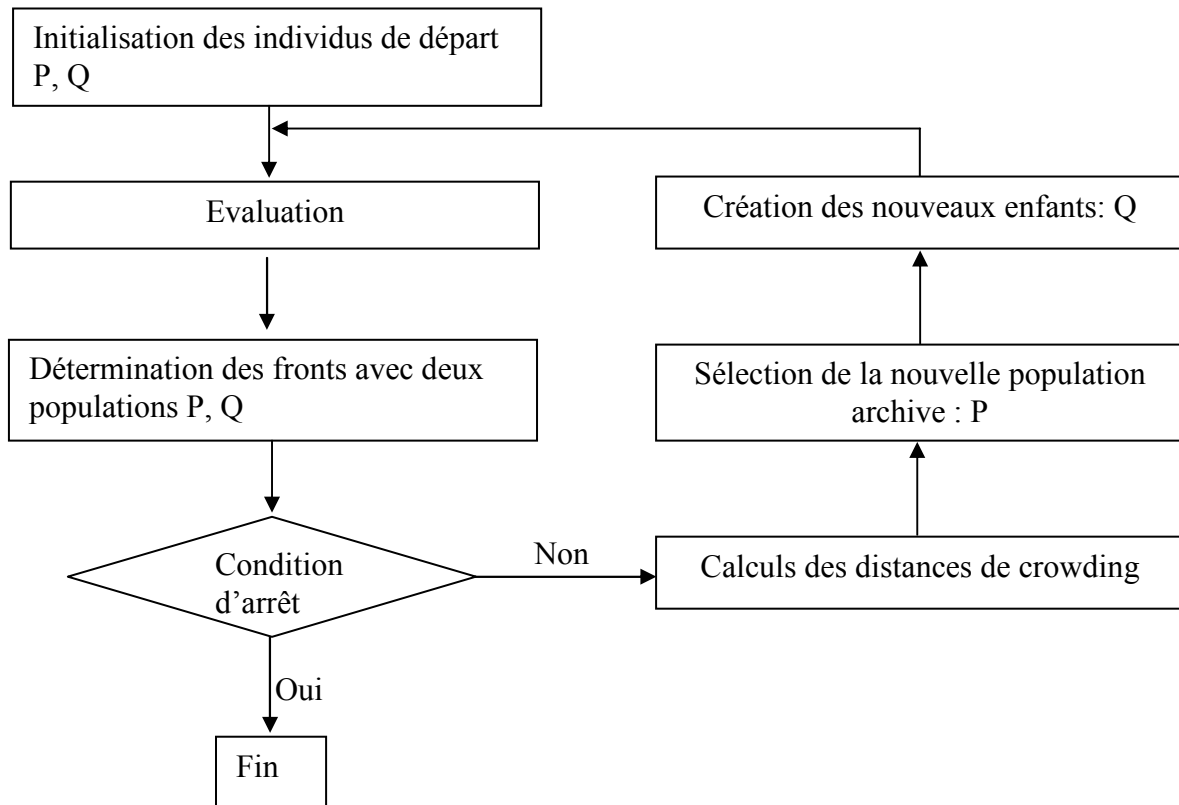 Initialisation des individus de départ
P, Q
Evaluation
Détermination des fronts avec deux
populations P, Q
Condition
d’arrêt
Oui
Fin
Non
Calculs des distances de crowding
Sélection de la nouvelle population
archive : P
Création des nouveaux enfants: Q